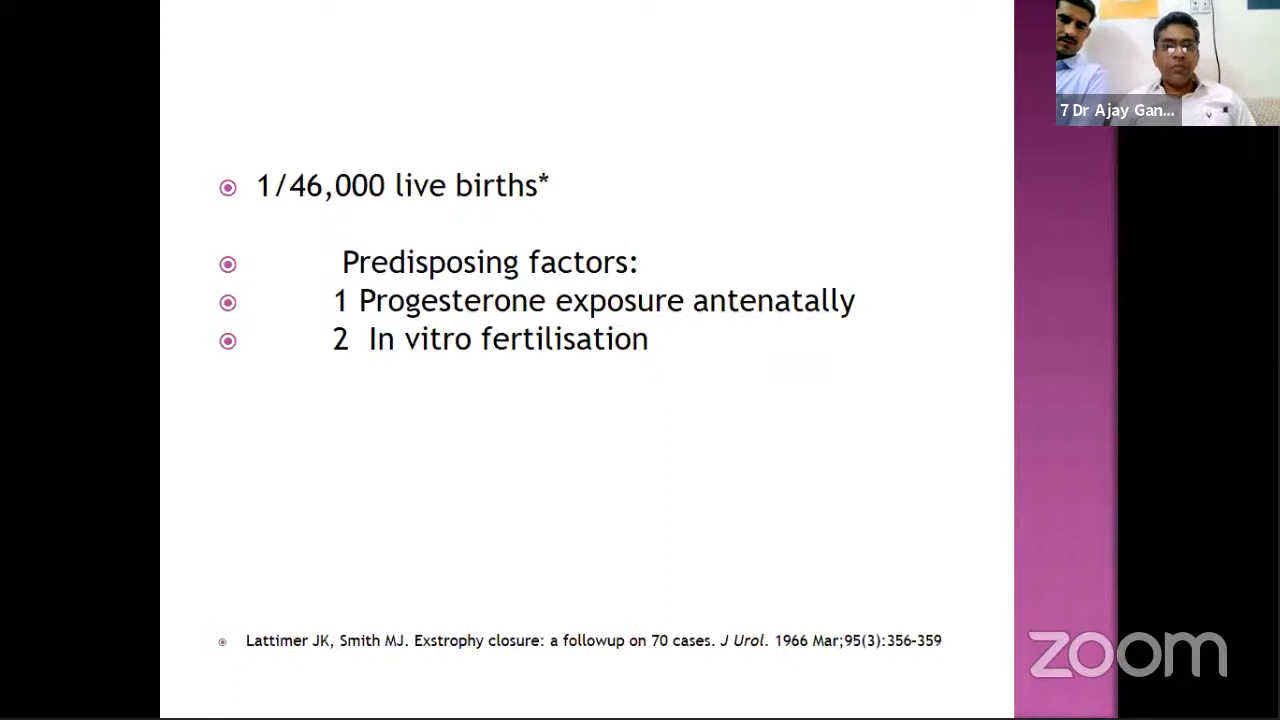 7 Dr Ajay Gan...
1/46,000 live births*
Predisposing factors:
1 Progesterone exposure antenatally
2 In vitro fertilisation
Lattimer JK, Smith MJ. Exstrophy closure: a followup on 70 cases. J Urol. 1966 Mar;95(3):356-359
zoom